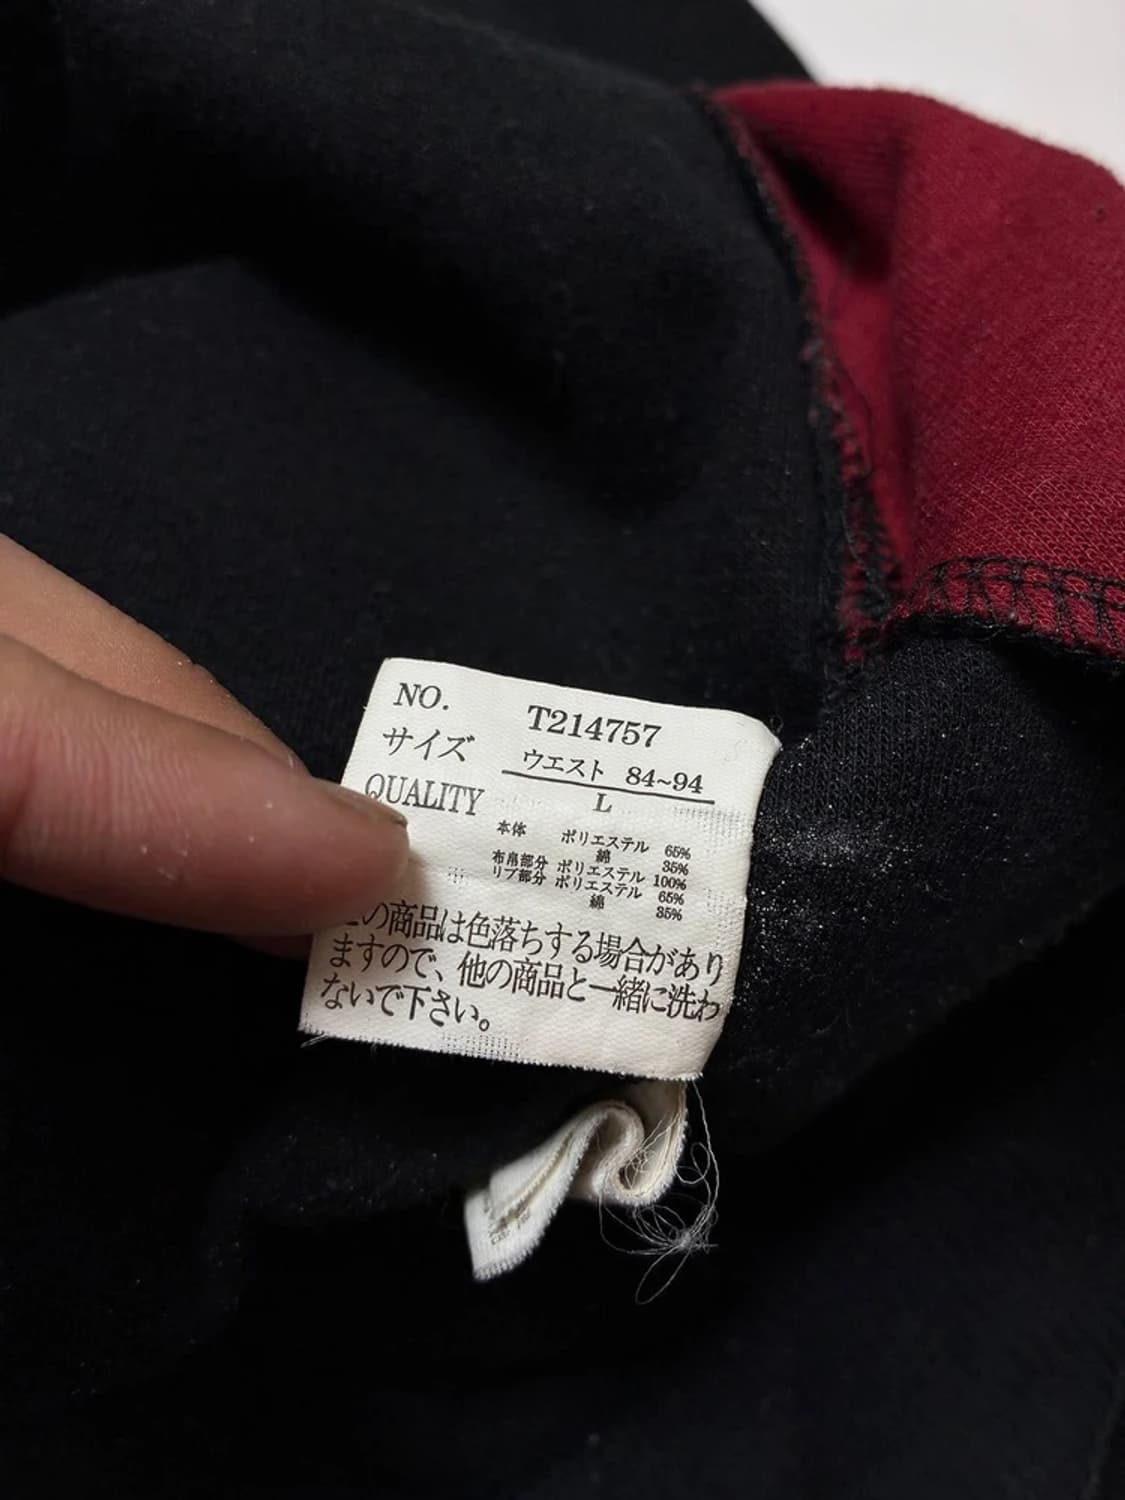 NO. T214757
サイズ ウエスト 84~94
L
QUALITY
本体 ポリエステル 65%
綿 35%
布帛部分 ポリエステル 100%
リブ部分 ポリエステル 65%
綿 35%
の商品は色落ちする場合があり
ますので、他の商品と一緒に洗わ
ないで下さい。